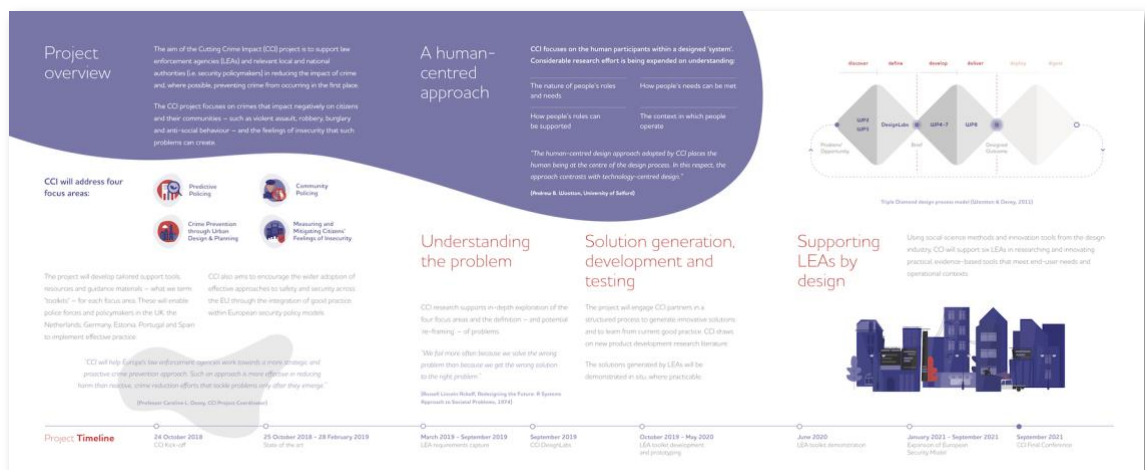 Project
overview
The aim of the Cutting Crime Impact (CCI) project is to support law
enforcement agencies (LEAs) and relevant local and national
authorities (i.e. security policymakers) in reducing the impact of crime
and, where possible, preventing crime from occurring in the first place.
The CCI project focuses on crimes that impact negatively on citizens
and their communities – such as violent assault, robbery, burglary
and anti-social behaviour – and the feelings of insecurity that such
problems can create.
CCI will address four
focus areas:
Predictive
Policing
Community
Policing
Crime Prevention
through Urban
Design & Planning
Measuring and
Mitigating Citizens'
Feelings of Insecurity
The project will develop tailored support tools,
resources and guidance materials – what we term
"toolkits" – for each focus area. These will enable
police forces and policymakers in the UK, the
Netherlands, Germany, Estonia, Portugal and Spain
to implement effective practice.
CCI also aims to encourage the wider adoption of
effective approaches to safety and security across
the EU through the integration of good practice
within European security policy models.
"CCI will help Europe's law enforcement agencies work towards a more strategic and
proactive crime prevention approach. Such an approach is more effective in reducing
harm than reactive, crime reduction efforts that tackle problems only after they emerge."
(Professor Caroline L. Davey, CCI Project Coordinator)
A human-
centred
approach
CCI focuses on the human participants within a designed 'system'.
Considerable research effort is being expended on understanding:
The nature of people's roles
and needs
How people's needs can be met
How people's roles can
be supported
The context in which people
operate
"The human-centred design approach adopted by CCI places the
human being at the centre of the design process. In this respect, the
approach contrasts with technology-centred design."
(Andrew B. Wootton, University of Salford)
Understanding
the problem
CCI research supports in-depth exploration of the
four focus areas and the definition – and potential
're-framing' – of problems.
"We fail more often because we solve the wrong
problem than because we get the wrong solution
to the right problem".
(Russell Lincoln Ackoff, Redesigning the Future: A Systems
Approach to Societal Problems, 1974)
Solution generation,
development and
testing
The project will engage CCI partners in a
structured process to generate innovative solutions
and to learn from current good practice. CCI draws
on new product development research literature.
The solutions generated by LEAs will be
demonstrated in situ, where practicable.
discover define develop deliver deploy digest
WP2
WP3
DesignLabs
WP4-7
WP8
Problem/
Opportunity
Brief
Designed
Outcome
Triple Diamond design process model (Wootton & Davey, 2011)
Supporting
LEAs by
design
Using social science methods and innovation tools from the design
industry, CCI will support six LEAs in researching and innovating
practical, evidence-based tools that meet end-user needs and
operational contexts.
Project Timeline
24 October 2018
CCI Kick-off
25 October 2018 – 28 February 2019
State of the art
March 2019 – September 2019
LEA requirements capture
September 2019
CCI DesignLabs
October 2019 – May 2020
LEA toolkit development
and prototyping
June 2020
LEA toolkit demonstration
January 2021 – September 2021
Expansion of European
Security Model
September 2021
CCI Final Conference